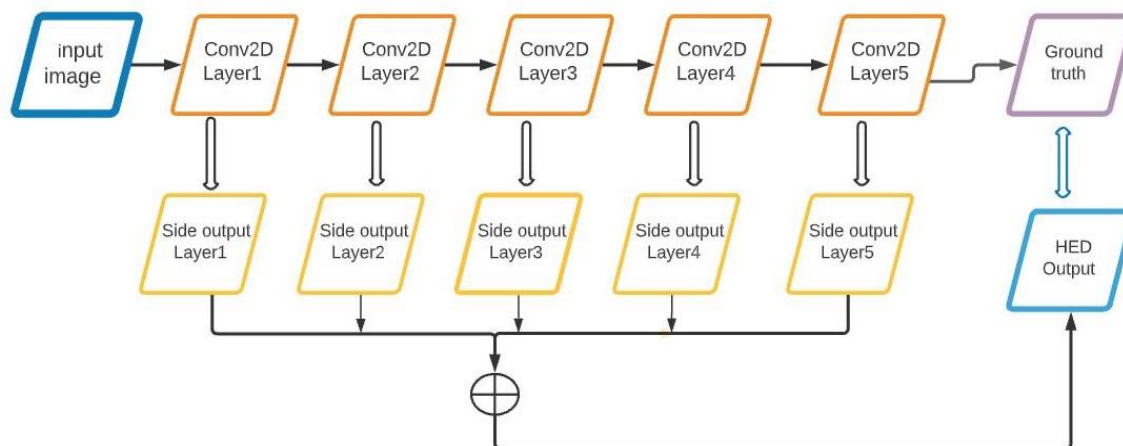 input
image
Conv2D
Layer1
Conv2D
Layer2
Conv2D
Layer3
Conv2D
Layer4
Conv2D
Layer5
Ground
truth
Side output
Layer1
Side output
Layer2
Side output
Layer3
Side output
Layer4
Side output
Layer5
HED
Output